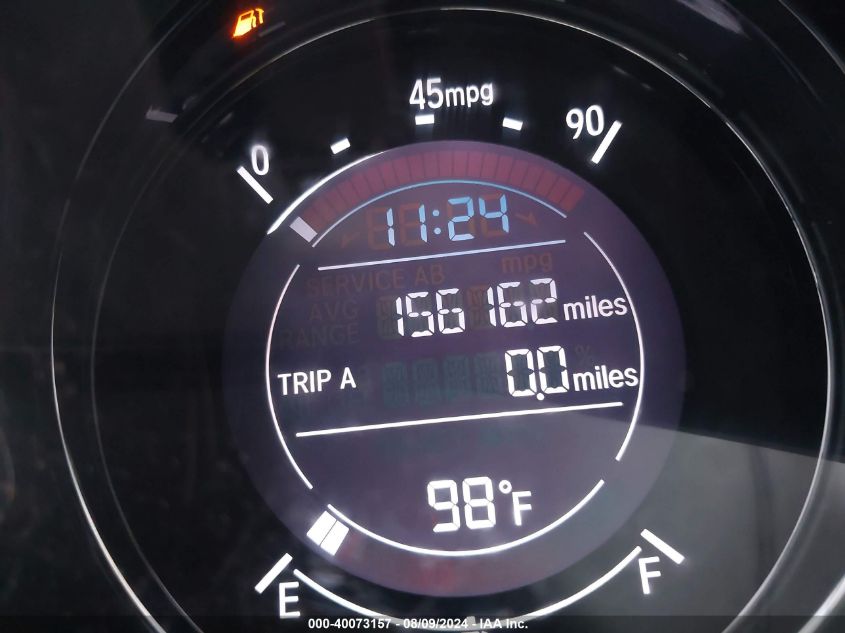 45mpg
0 90
11:24
SERVICE AB mpg
AVG
156162 miles
RANGE
TRIP A 0.0 miles
98°F
E F
000-40073157 - 08/09/2024 - IAA Inc.